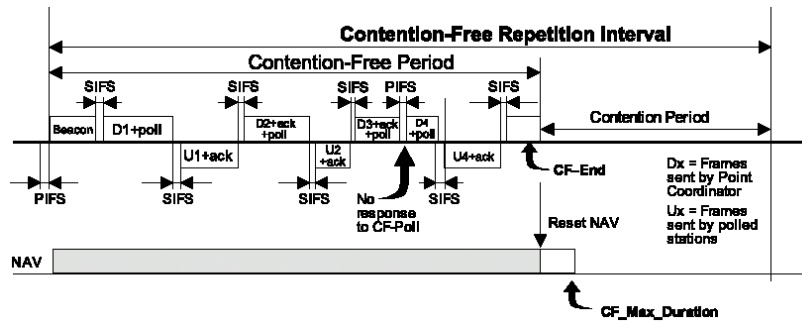 Contention-Free Repetition Interval
Contention-Free Period
SIFS
SIFS
SIFS
PIFS
SIFS
Contention Period
Beacon
D1+poll
D2+ack
+poll
D3+ack
+poll
D4
+poll
U1+ack
U2
+ack
U4+ack
CF-End
PIFS
SIFS
SIFS
No
response
to CF-Poll
SIFS
Dx = Frames
sent by Point
Coordinator
Ux = Frames
sent by polled
stations
Reset NAV
NAV
CF_Max_Duration